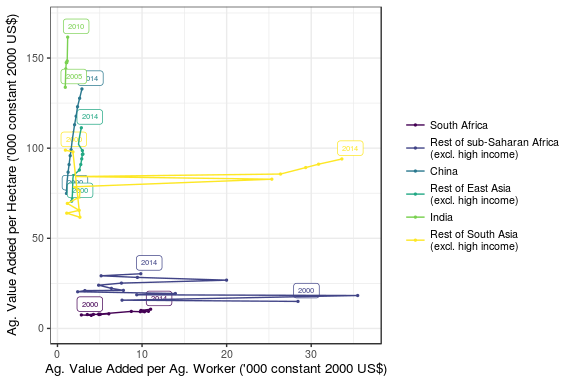 Ag. Value Added per Hectare ('000 constant 2000 US$)
150
100
50
0
2010
2005
2014
2014
2014
2000
2014
2000
2014
2000
0
10
20
30
Ag. Value Added per Ag. Worker ('000 constant 2000 US$)
South Africa
Rest of sub-Saharan Africa
(excl. high income)
China
Rest of East Asia
(excl. high income)
India
Rest of South Asia
(excl. high income)